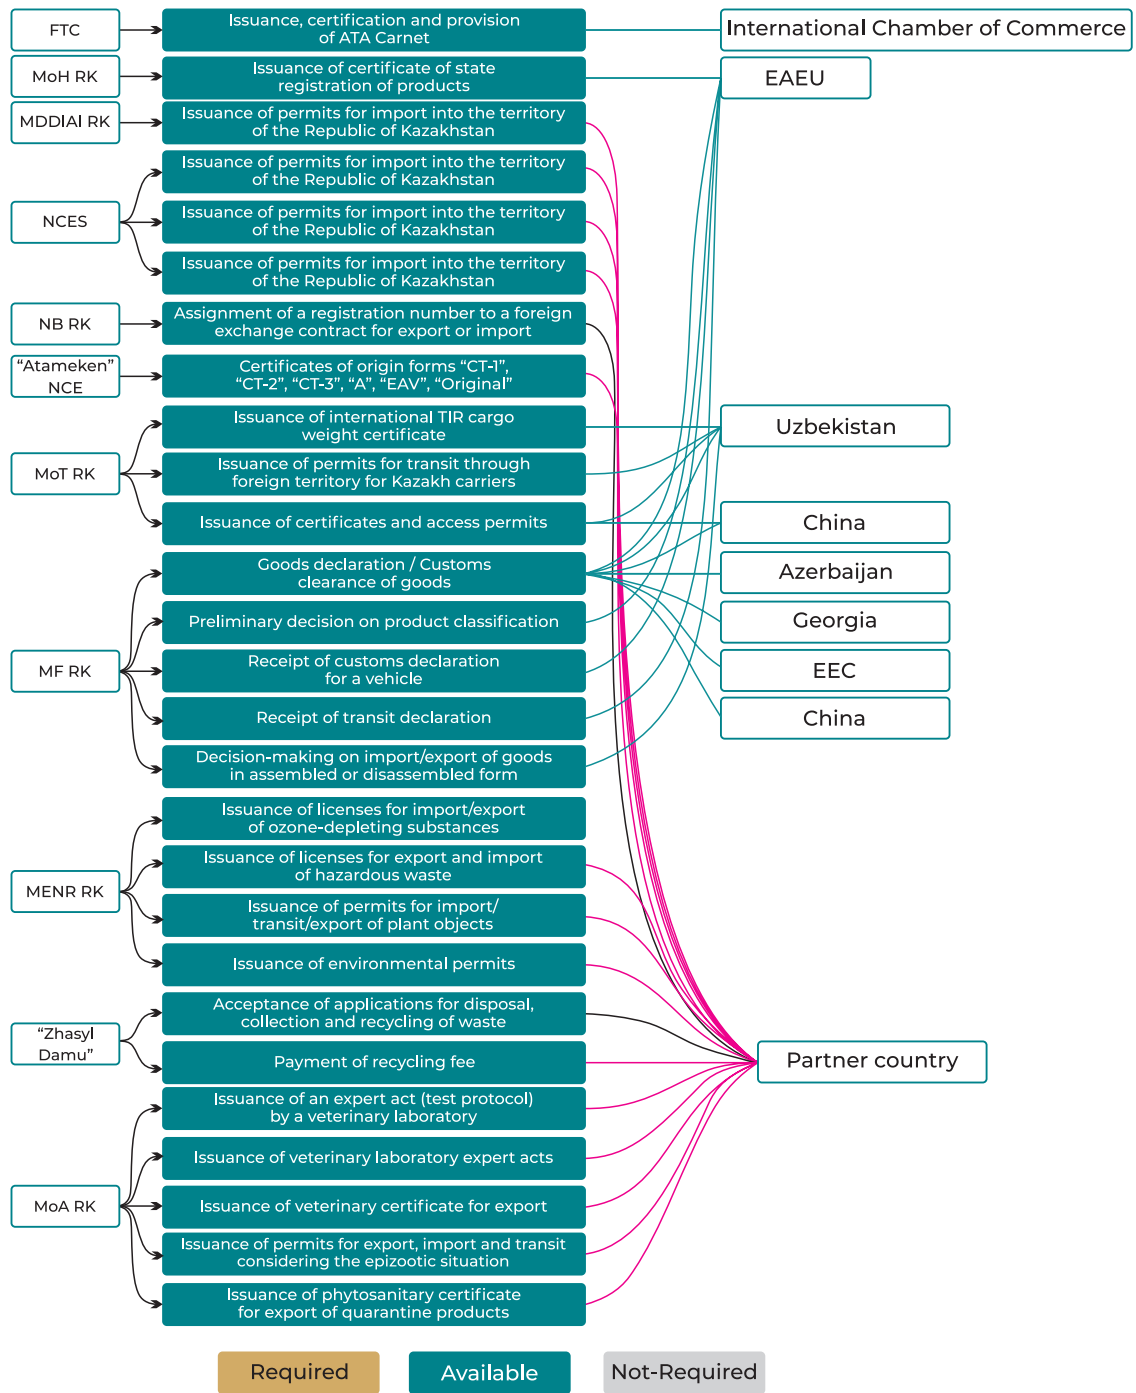 FTC
Issuance, certification and provision
of ATA Carnet
International Chamber of Commerce
MoH RK
Issuance of certificate of state
registration of products
EAEU
MDDIAI RK
Issuance of permits for import into the territory
of the Republic of Kazakhstan
NCES
Issuance of permits for import into the territory
of the Republic of Kazakhstan
Issuance of permits for import into the territory
of the Republic of Kazakhstan
Issuance of permits for import into the territory
of the Republic of Kazakhstan
NB RK
Assignment of a registration number to a foreign
exchange contract for export or import
“Atameken”
NCE
Certificates of origin forms “CT-1”,
“CT-2”, “CT-3”, “A”, “EAV”, “Original”
MoT RK
Issuance of international TIR cargo
weight certificate
Uzbekistan
Issuance of permits for transit through
foreign territory for Kazakh carriers
Issuance of certificates and access permits
China
MF RK
Goods declaration / Customs
clearance of goods
Azerbaijan
Preliminary decision on product classification
Georgia
Receipt of customs declaration
for a vehicle
EEC
Receipt of transit declaration
China
Decision-making on import/export of goods
in assembled or disassembled form
MENR RK
Issuance of licenses for import/export
of ozone-depleting substances
Issuance of licenses for export and import
of hazardous waste
Issuance of permits for import/
transit/export of plant objects
Issuance of environmental permits
“Zhasyl
Damu”
Acceptance of applications for disposal,
collection and recycling of waste
Payment of recycling fee
Partner country
MoA RK
Issuance of an expert act (test protocol)
by a veterinary laboratory
Issuance of veterinary laboratory expert acts
Issuance of veterinary certificate for export
Issuance of permits for export, import and transit
considering the epizootic situation
Issuance of phytosanitary certificate
for export of quarantine products
Required
Available
Not-Required